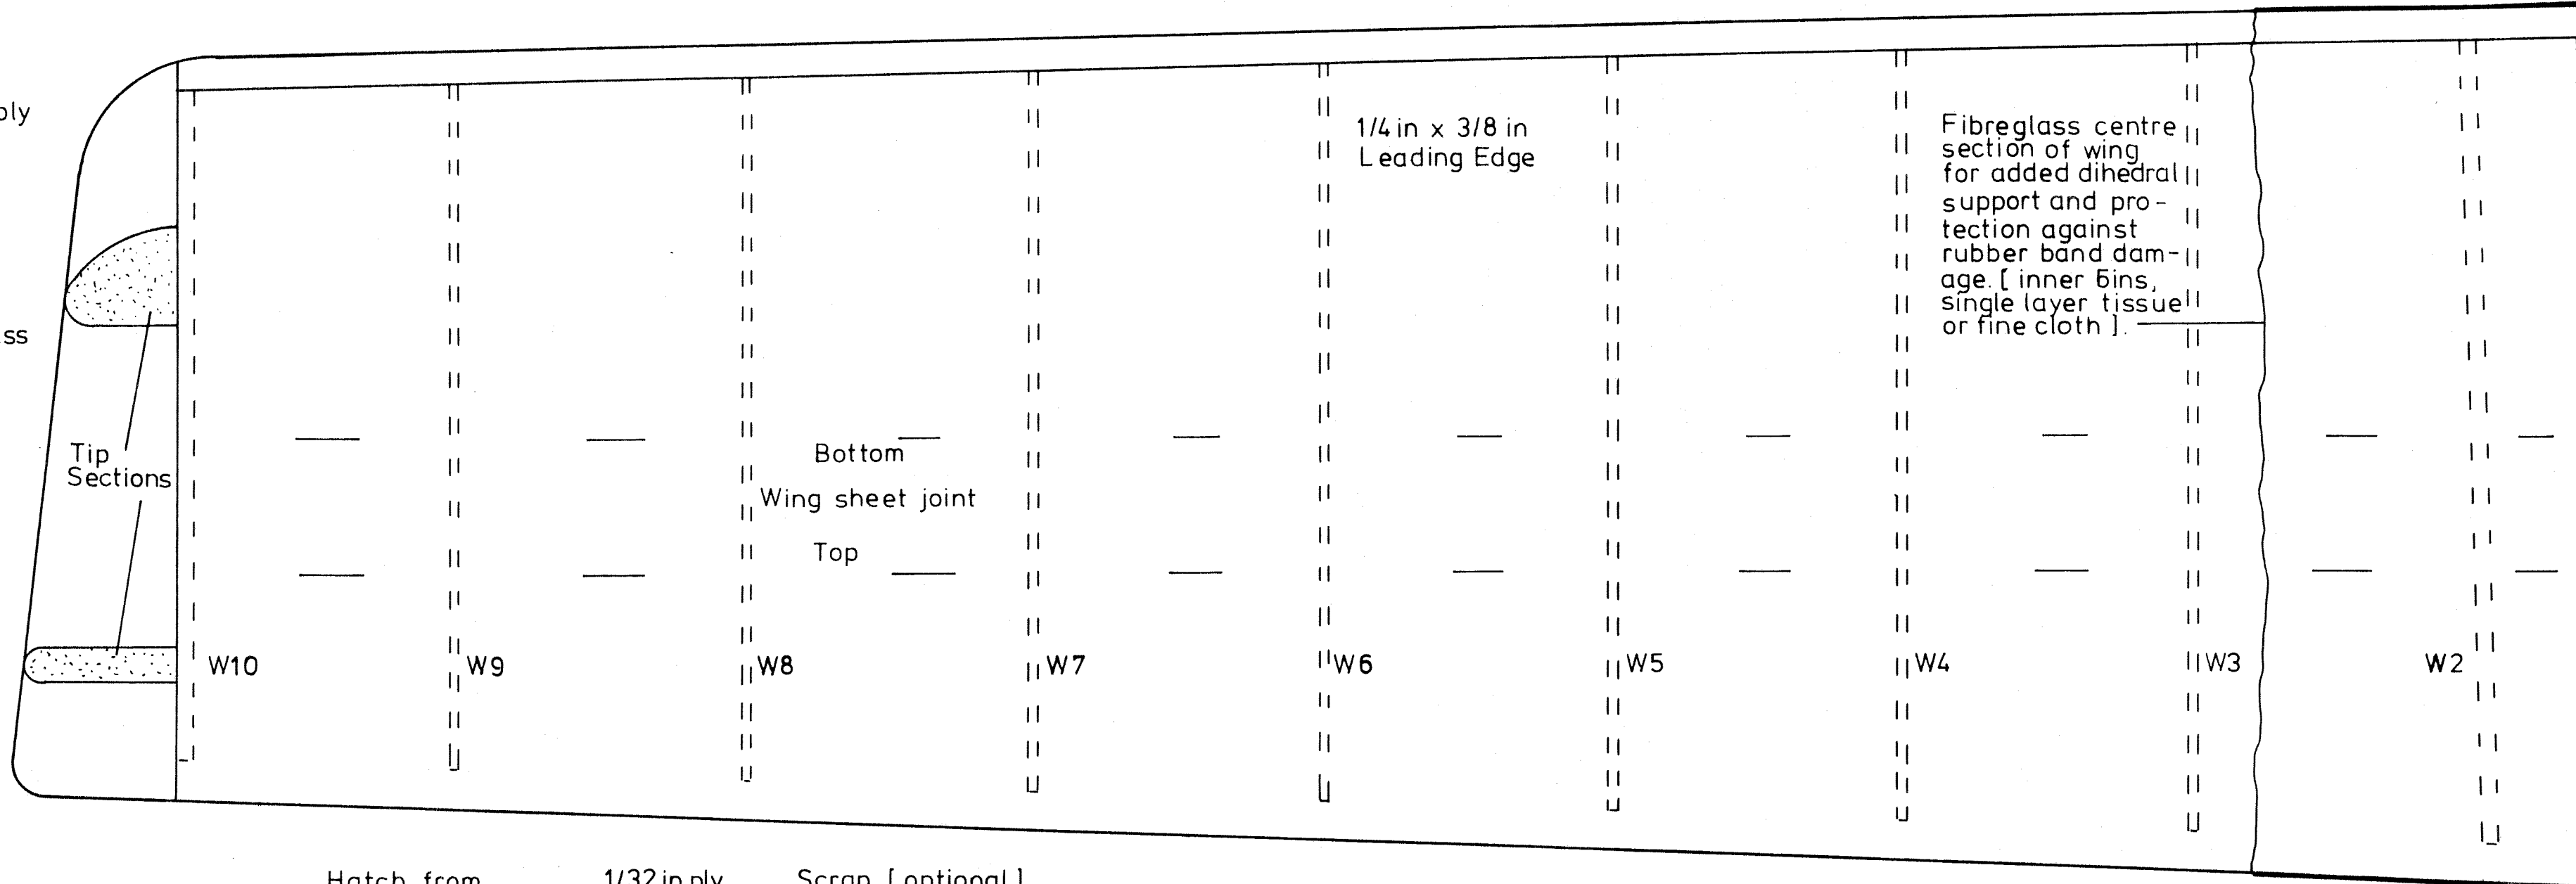 ply
ss
1/4 in x 3/8 in
Leading Edge
Fibreglass centre
section of wing
for added dihedral
support and pro-
tection against
rubber band dam-
age. [ inner 6ins,
single layer tissue
or fine cloth ].
Tip
Sections
Bottom
Wing sheet joint
Top
W10
W9
W8
W7
W6
W5
W4
W3
W2
Hatch from
1/32 in ply
Scrap [ optional ]